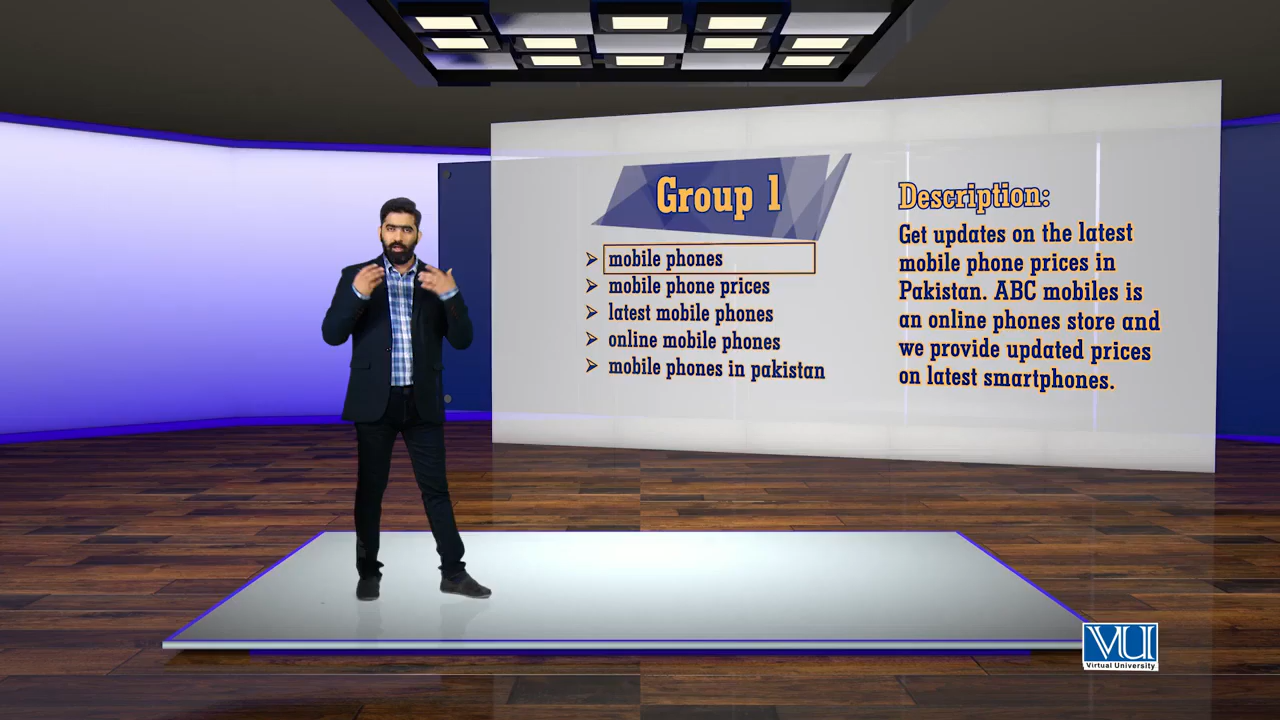 Group 1
mobile phones
mobile phone prices
latest mobile phones
online mobile phones
mobile phones in pakistan
Description:
Get updates on the latest
mobile phone prices in
Pakistan. ABC mobiles is
an online phones store and
we provide updated prices
on latest smartphones.
VU
Virtual University